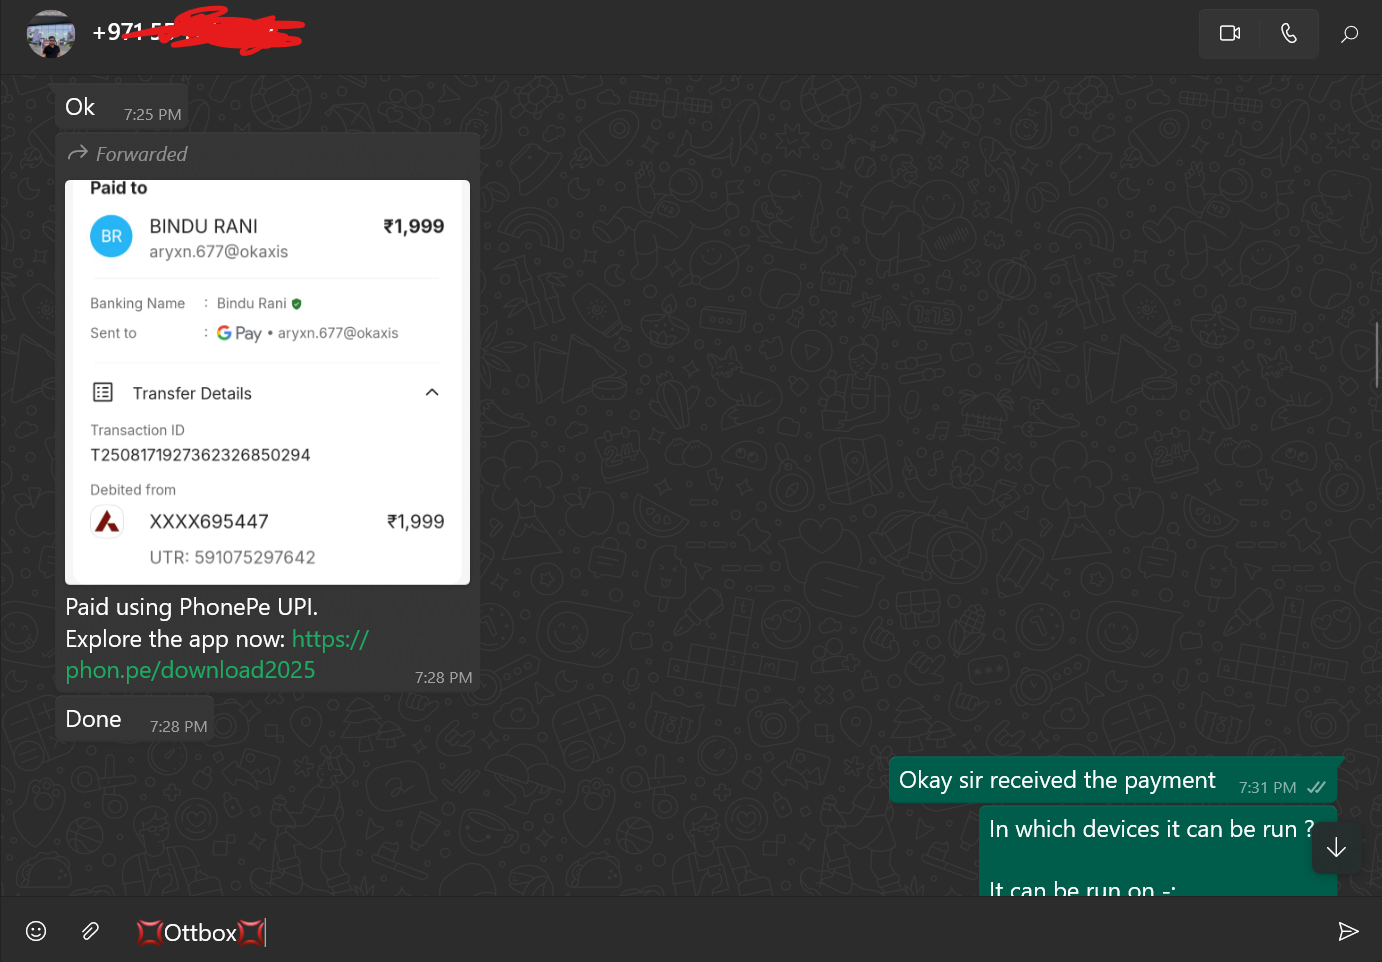 +971 55
Ok 7:25 PM
Forwarded
Paid to
BR BINDU RANI ₹1,999
aryxn.677@okaxis
Banking Name : Bindu Rani
Sent to : G Pay • aryxn.677@okaxis
Transfer Details
Transaction ID
T2508171927362326850294
Debited from
XXXX695447 ₹1,999
UTR: 591075297642
Paid using PhonePe UPI.
Explore the app now: https://
phon.pe/download2025 7:28 PM
Done 7:28 PM
Okay sir received the payment 7:31 PM
In which devices it can be run ?
It can be run on -:
Ottbox